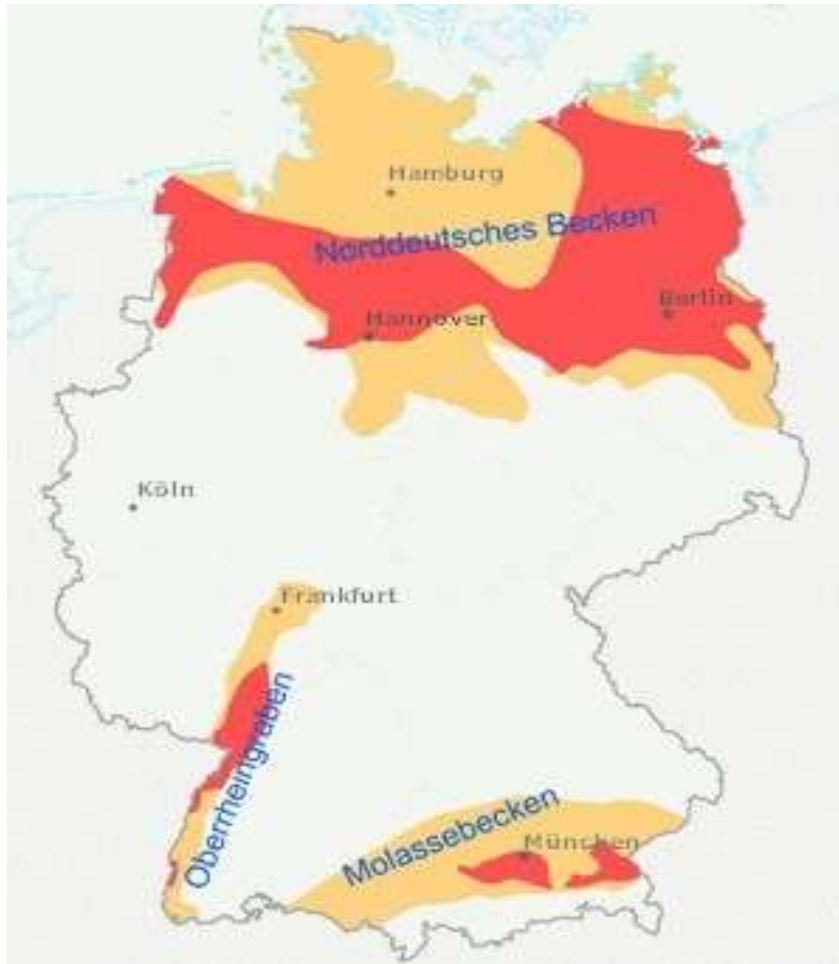 Hamburg
Norddeutsches Becken
Berlin
Hannover
Köln
Frankfurt
Oberrheingraben
Molassebecken
München